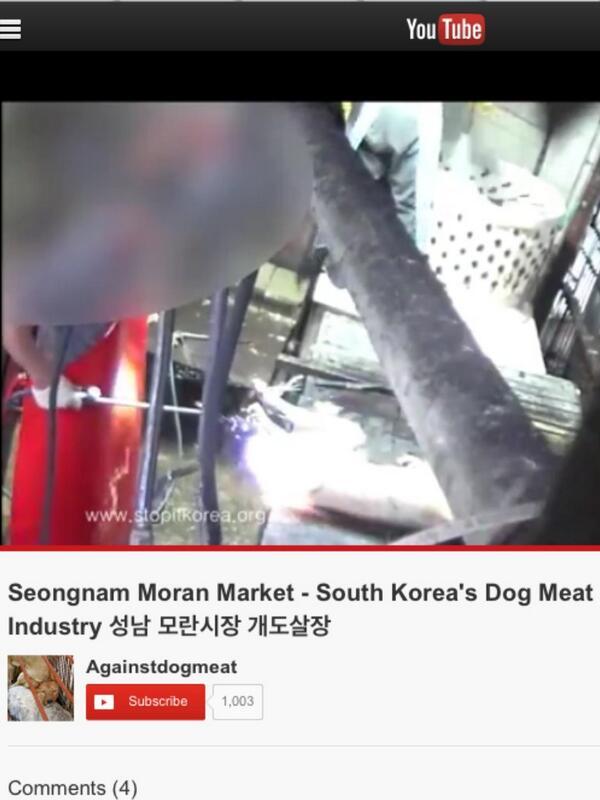 YouTube
www.stopitkorea.org
Seongnam Moran Market - South Korea's Dog Meat
Industry 성남 모란시장 개도살장
Againstdogmeat
Subscribe 1,003
Comments (4)